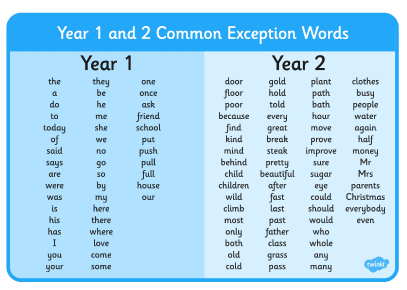 Year 1 and 2 Common Exception Words
Year 1
the they one
a be once
do he ask
to me friend
today she school
of we put
said no push
says go pull
are so full
were by house
was my our
is here
his there
has where
I love
you come
your some
Year 2
door gold plant clothes
floor hold path busy
poor told bath people
because every hour water
find great move again
kind break prove half
mind steak improve money
behind pretty sure Mr
child beautiful sugar Mrs
children after eye parents
wild fast could Christmas
climb last should everybody
most past would even
only father who
both class whole
old grass any
cold pass many
twinkl